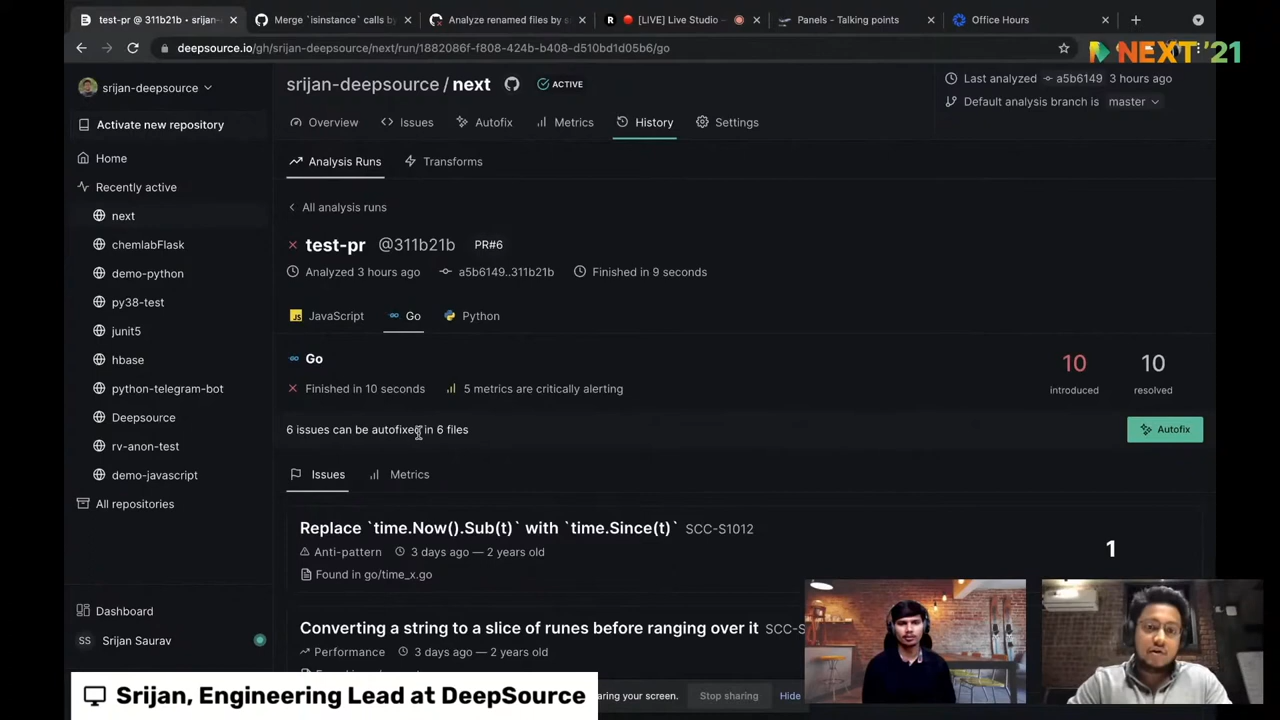 test-pr @ 311b21b • srijan-
Merge `isinstance` calls by
Analyze renamed files by s
[LIVE] Live Studio -
Panels - Talking points
Office Hours
deepsource.io/gh/srijan-deepsource/next/run/1882086f-f808-424b-b408-d510bd1d05b6/go
NEXT '21
srijan-deepsource
Activate new repository
Home
Recently active
next
chemlabFlask
demo-python
py38-test
junit5
hbase
python-telegram-bot
Deepsource
rv-anon-test
demo-javascript
All repositories
Dashboard
SS Srijan Saurav
srijan-deepsource / next
ACTIVE
Last analyzed a5b6149 3 hours ago
Default analysis branch is master
Overview
Issues
Autofix
Metrics
History
Settings
Analysis Runs
Transforms
All analysis runs
test-pr @311b21b PR#6
Analyzed 3 hours ago
a5b6149..311b21b
Finished in 9 seconds
JS JavaScript
Go
Python
Go
Finished in 10 seconds
5 metrics are critically alerting
10
introduced
10
resolved
6 issues can be autofixed in 6 files
Autofix
Issues
Metrics
Replace `time.Now().Sub(t)` with `time.Since(t)` SCC-S1012
Anti-pattern
3 days ago — 2 years old
Found in go/time_x.go
1
Converting a string to a slice of runes before ranging over it SCC-S
Performance
3 days ago — 2 years old
Srijan, Engineering Lead at DeepSource
haring your screen.
Stop sharing
Hide